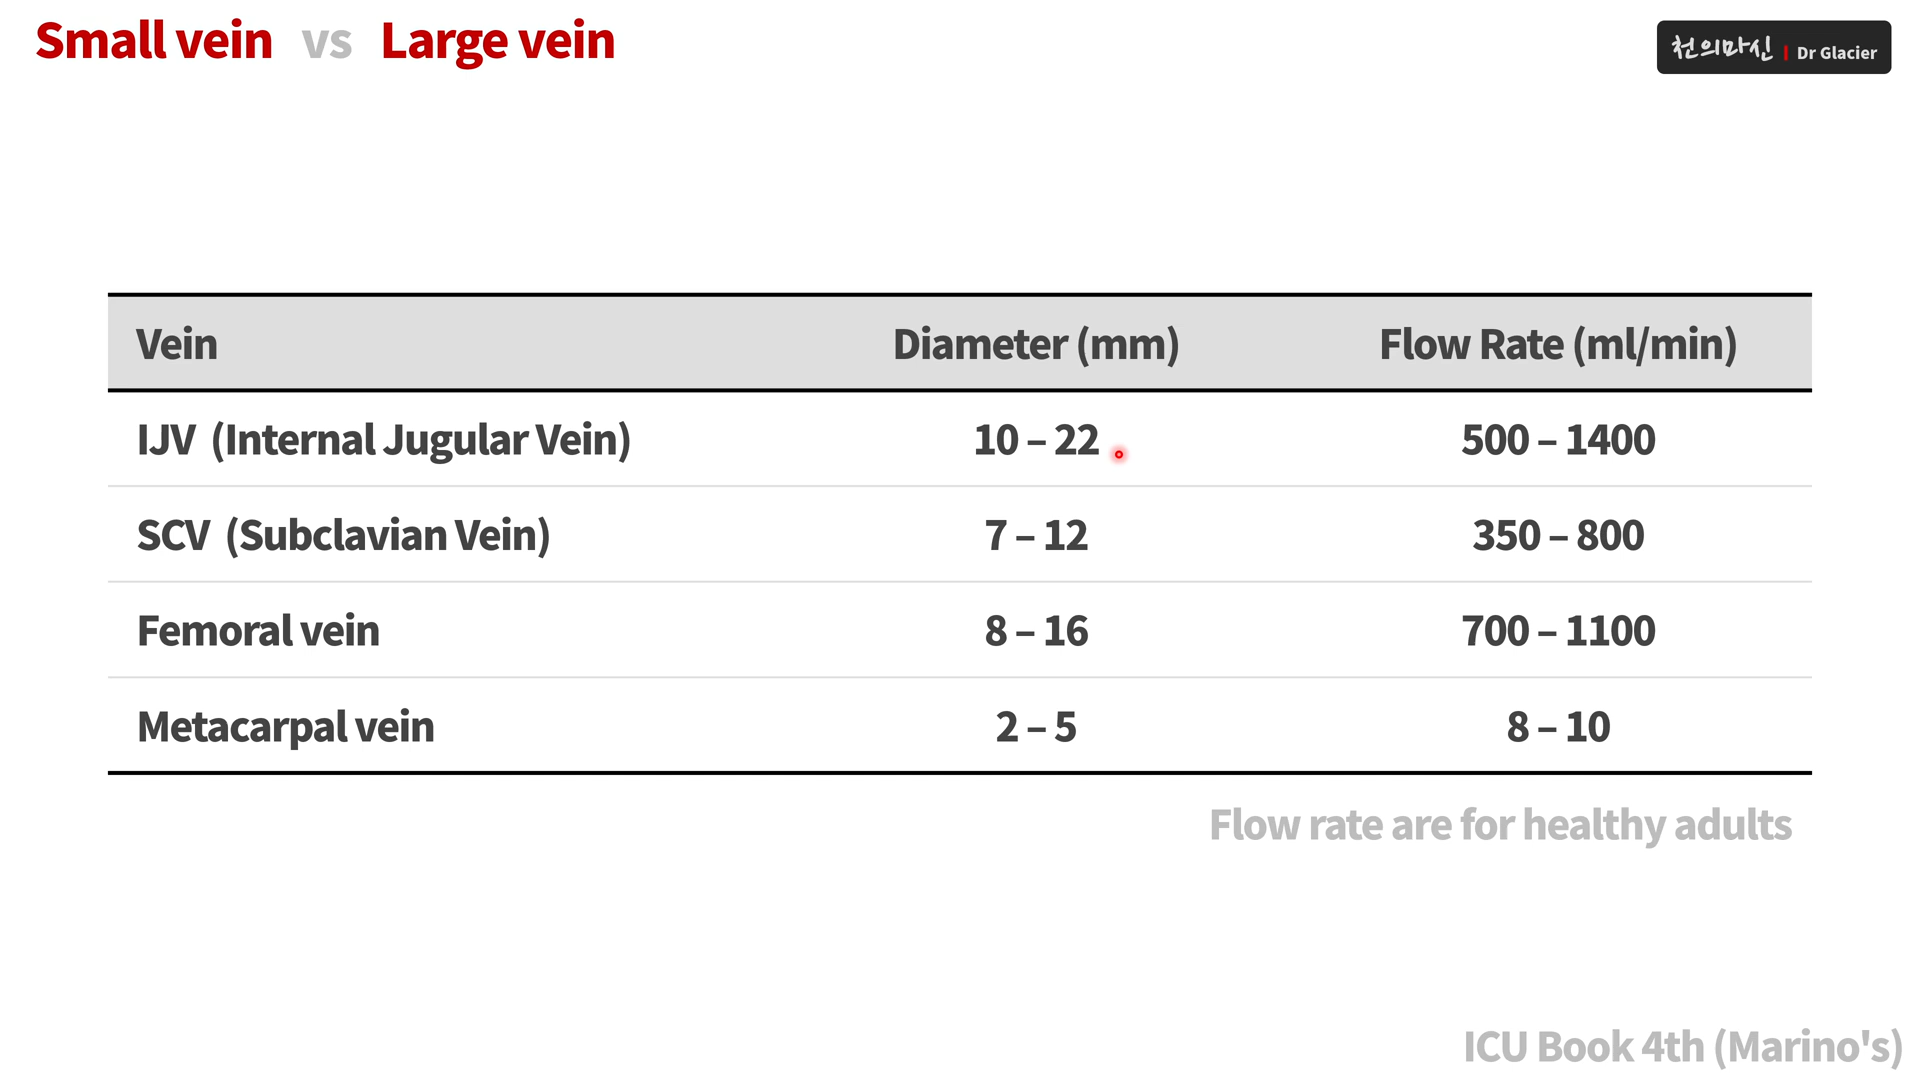 Small vein vs Large vein
천의마신 | Dr Glacier
Vein Diameter (mm) Flow Rate (ml/min)
IJV (Internal Jugular Vein) 10 – 22 500 – 1400
SCV (Subclavian Vein) 7 – 12 350 – 800
Femoral vein 8 – 16 700 – 1100
Metacarpal vein 2 – 5 8 – 10
Flow rate are for healthy adults
ICU Book 4th (Marino's)